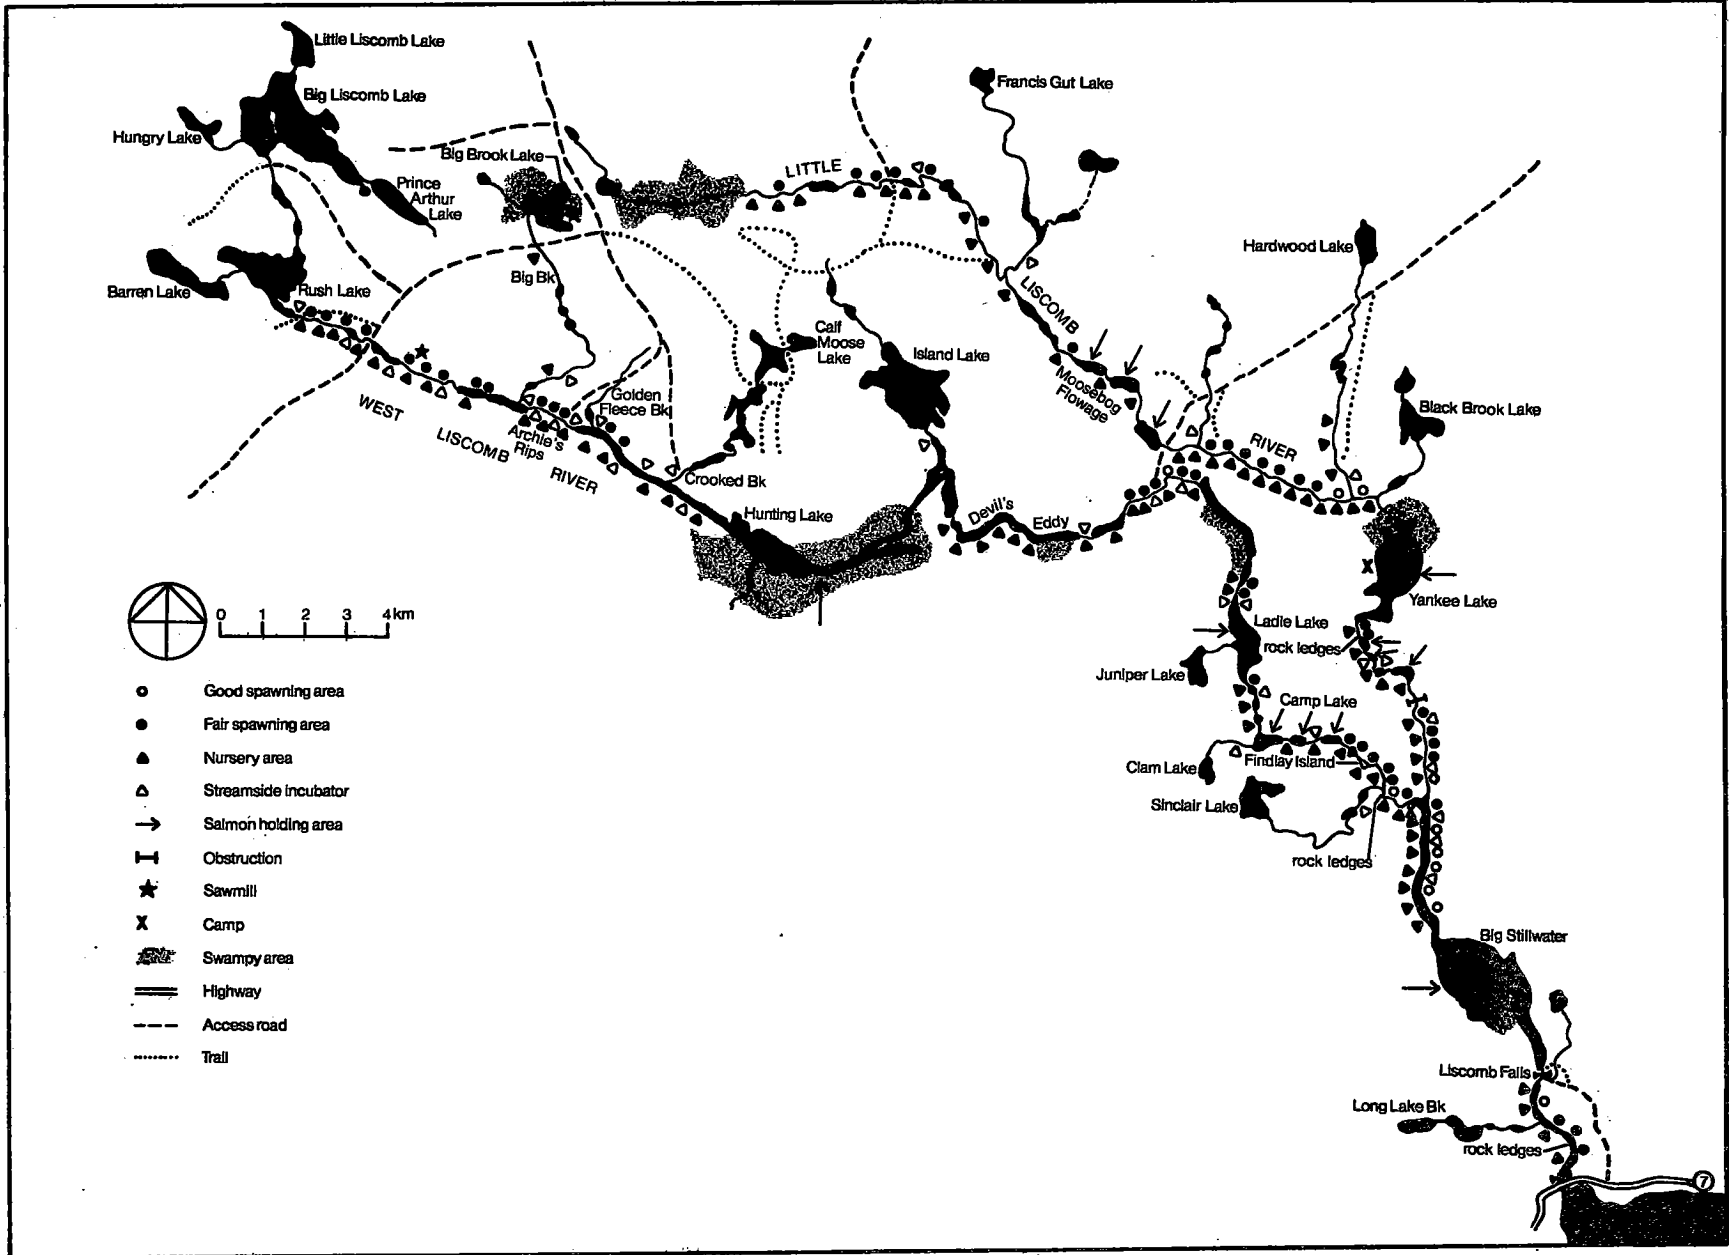 Little Liscomb Lake
Big Liscomb Lake
Hungry Lake
Prince
Arthur
Lake
Barren Lake
Rush Lake
Big Brook Lake
Big Bk
LITTLE
LISCOMB
RIVER
Francis Gut Lake
Hardwood Lake
Calf
Moose
Lake
Island Lake
Moosebog
Flowage
Black Brook Lake
Golden
Fleece Bk
Archie's
Rips
WEST
LISCOMB
RIVER
Crooked Bk
Hunting Lake
Devil's
Eddy
Yankee Lake
X
Ladle Lake
rock ledges
Juniper Lake
Camp Lake
Clam Lake
Findlay Island
Sinclair Lake
rock ledges
Big Stillwater
Liscomb Falls
Long Lake Bk
rock ledges
7
0 1 2 3 4 km
Good spawning area
Fair spawning area
Nursery area
Streamside incubator
Salmon holding area
Obstruction
Sawmill
X Camp
Swampy area
Highway
Access road
Trail